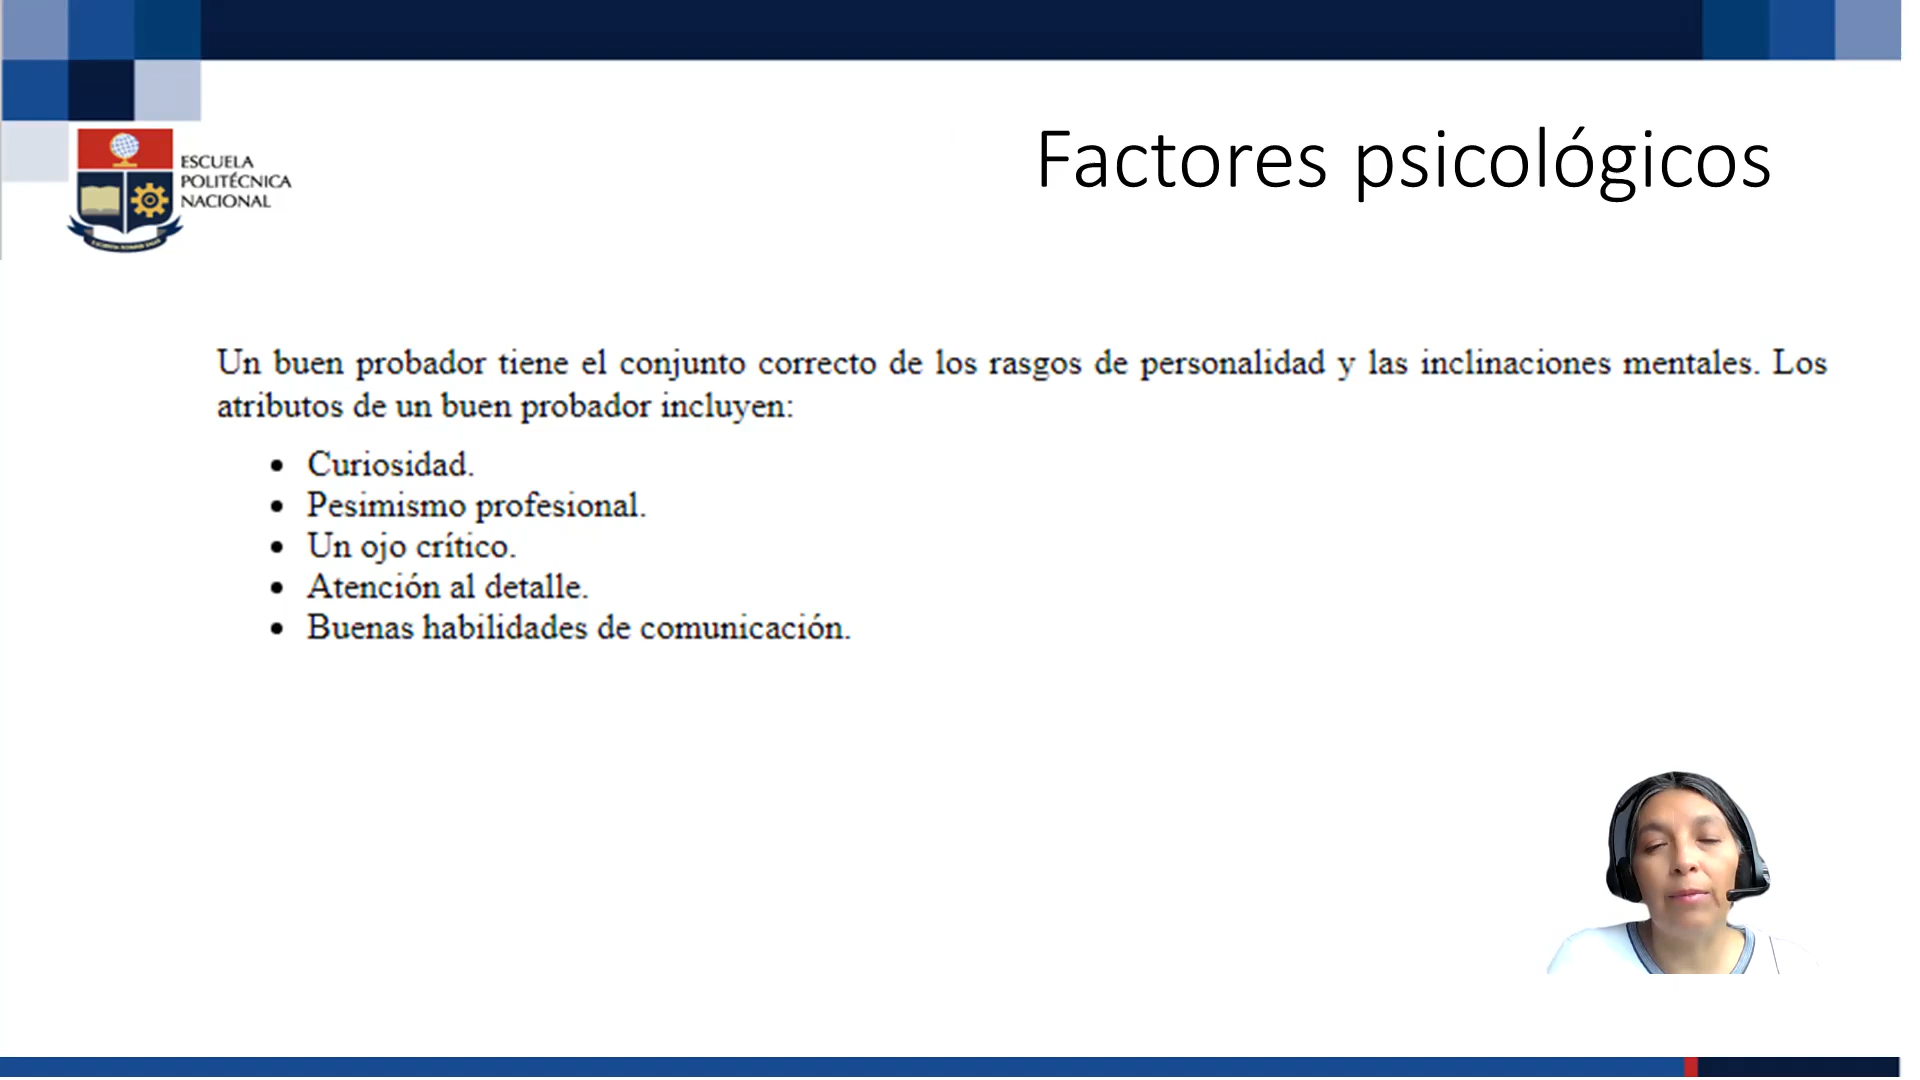 ESCUELA
POLITÉCNICA
NACIONAL
Factores psicológicos
Un buen probador tiene el conjunto correcto de los rasgos de personalidad y las inclinaciones mentales. Los
atributos de un buen probador incluyen:
• Curiosidad.
• Pesimismo profesional.
• Un ojo crítico.
• Atención al detalle.
• Buenas habilidades de comunicación.